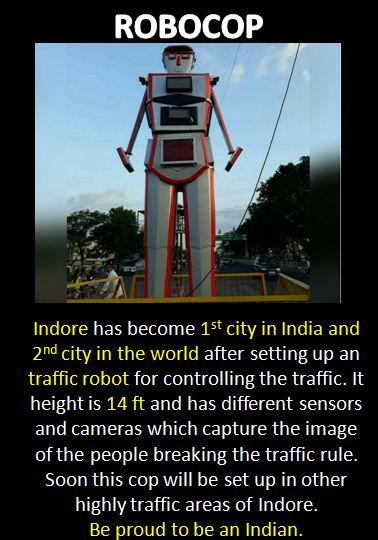 ROBOCOP
Indore has become 1st city in India and
2nd city in the world after setting up an
traffic robot for controlling the traffic. It
height is 14 ft and has different sensors
and cameras which capture the image
of the people breaking the traffic rule.
Soon this cop will be set up in other
highly traffic areas of Indore.
Be proud to be an Indian.